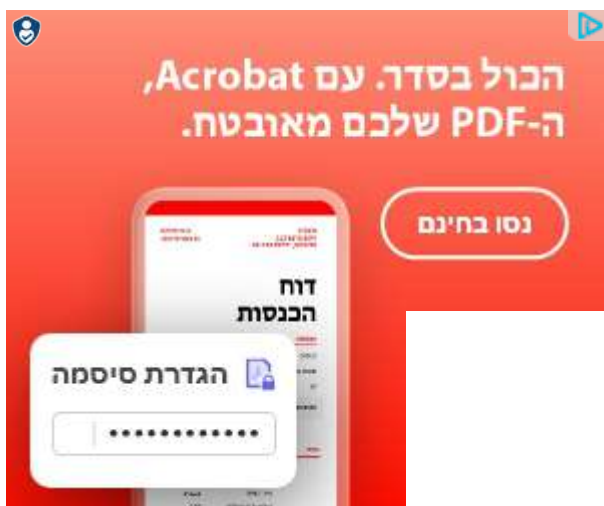 הכול בסדר. עם Acrobat,
ה-PDF שלכם מאובטח.
נסו בחינם
דוח
הכנסות
הגדרת סיסמה